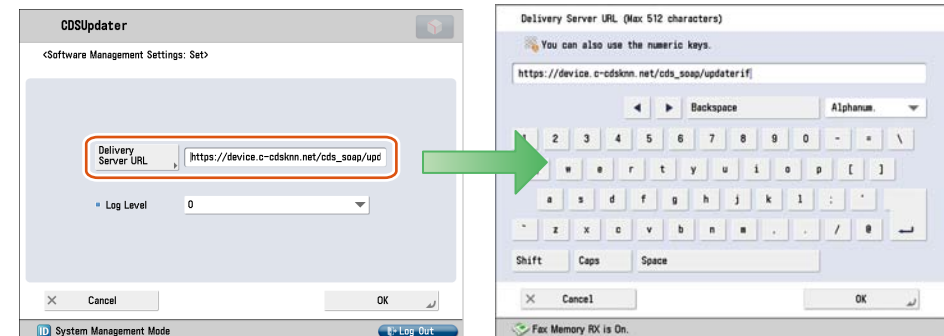 CDSUpdater
<Software Management Settings: Set>
Delivery
Server URL
https://device.c-cdsknn.net/cds_soap/upd
Log Level
0
Cancel
OK
System Management Mode
Log Out
Delivery Server URL (Max 512 characters)
You can also use the numeric keys.
https://device.c-cdsknn.net/cds_soap/updaterif
Backspace
Alphanum.
1 2 3 4 5 6 7 8 9 0 - = \
w e r t y u i o p [ ]
a s d f g h j k l ; '
` z x c v b n m , . / @
Shift
Caps
Space
Cancel
OK
Fax Memory RX is On.